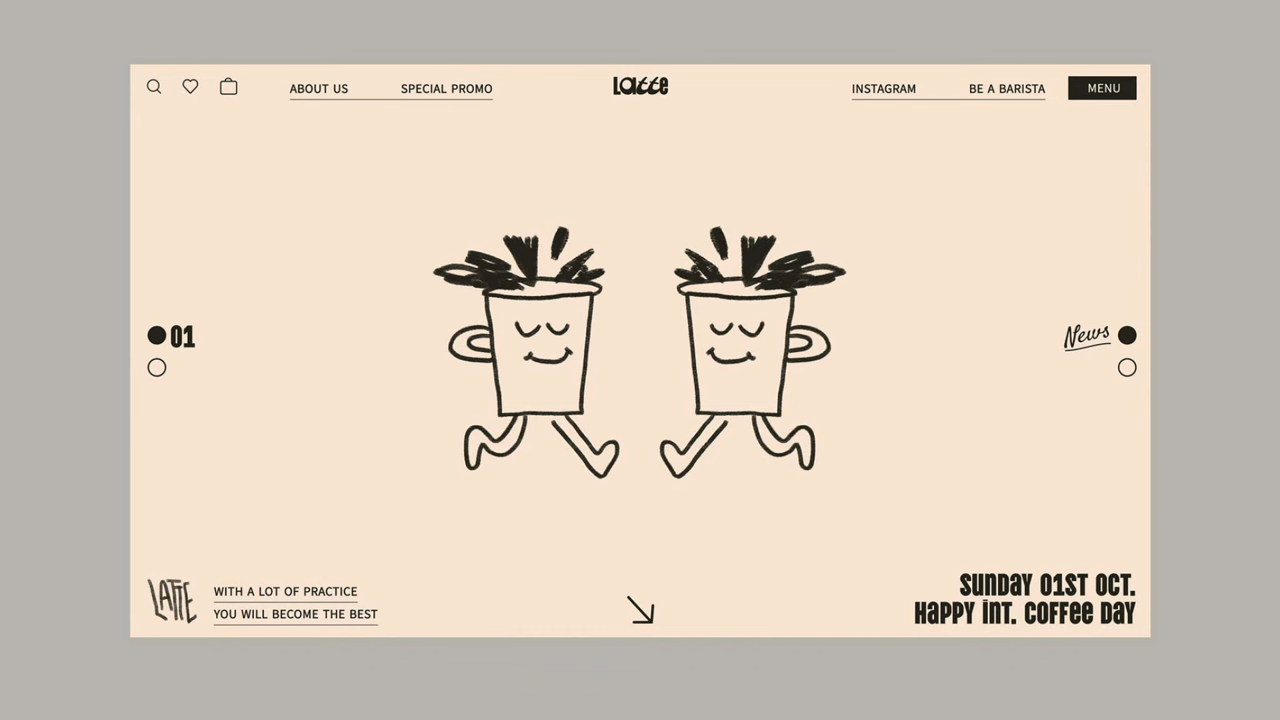 ABOUT US
SPECIAL PROMO
Latte
INSTAGRAM
BE A BARISTA
MENU
01
News
LATTE
WITH A LOT OF PRACTICE
YOU WILL BECOME THE BEST
SUNDAY 01ST OCT.
HAPPY INT. COFFEE DAY